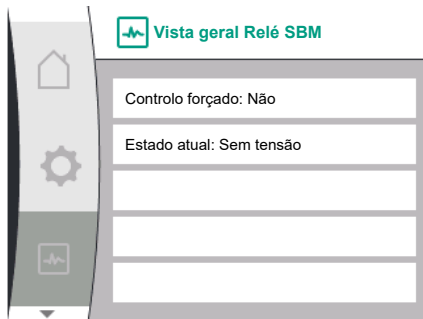 Vista geral Relé SBM
Controlo forçado: Não
Estado atual: Sem tensão